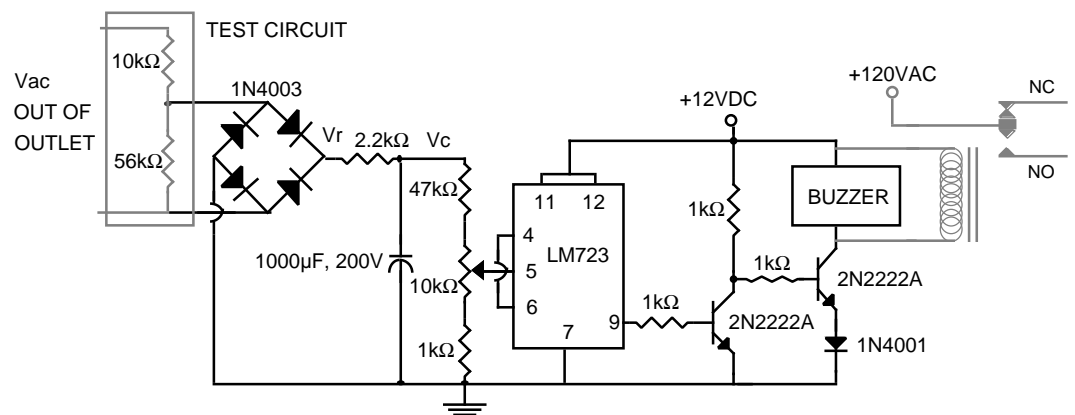 TEST CIRCUIT
10kΩ
56kΩ
Vac
OUT OF
OUTLET
1N4003
Vr
2.2kΩ
Vc
47kΩ
10kΩ
1kΩ
1000µF, 200V
11
12
4
5
6
LM723
7
9
1kΩ
+12VDC
1kΩ
1kΩ
2N2222A
BUZZER
2N2222A
1N4001
+120VAC
NC
NO